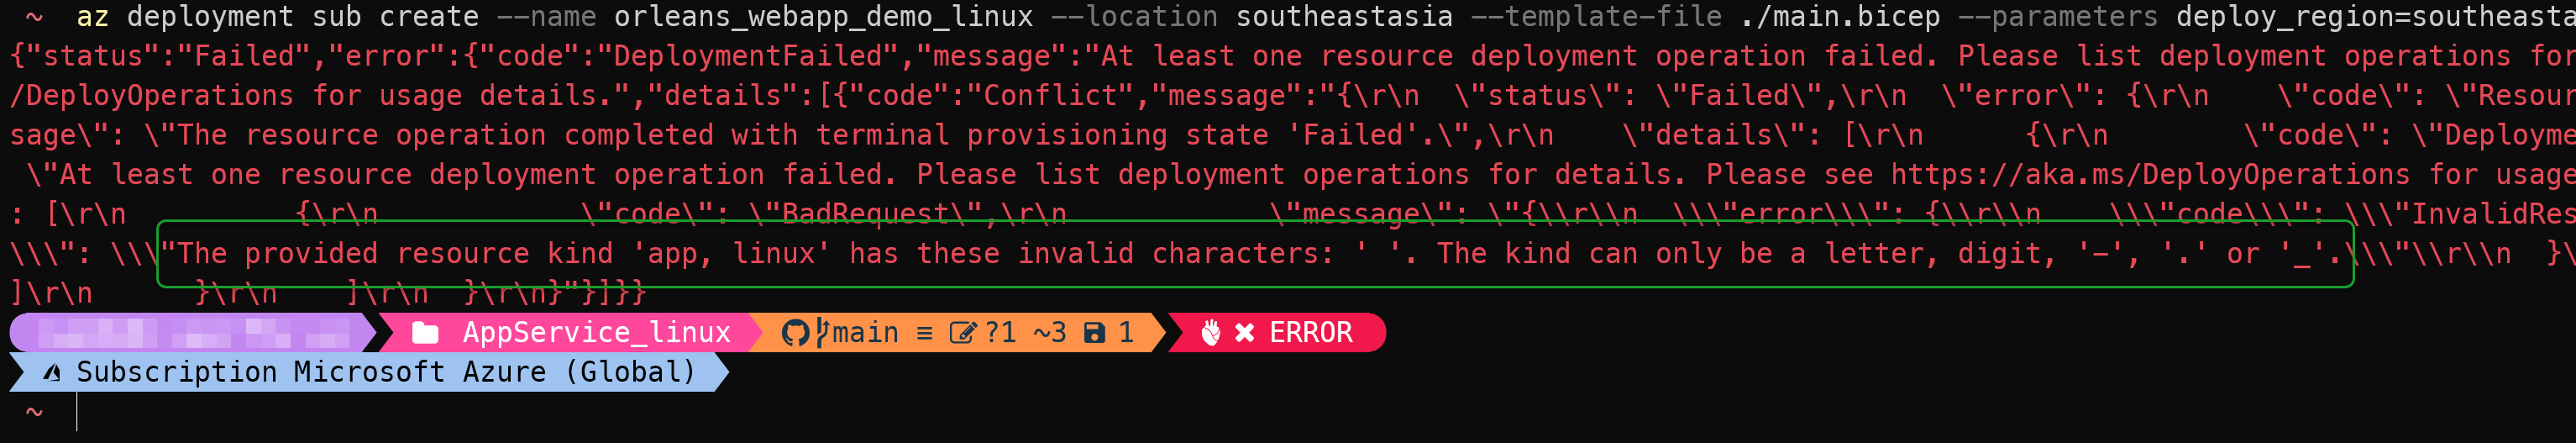 ~ az deployment sub create --name orleans_webapp_demo_linux --location southeastasia --template-file ./main.bicep --parameters deploy_region=southeasta
{"status":"Failed","error":{"code":"DeploymentFailed","message":"At least one resource deployment operation failed. Please list deployment operations for
/DeployOperations for usage details.","details":[{"code":"Conflict","message":"{\r\n  \"status\": \"Failed\",\r\n  \"error\": {\r\n    \"code\": \"Resour
sage\": \"The resource operation completed with terminal provisioning state 'Failed'.\",\r\n    \"details\": [\r\n      {\r\n        \"code\": \"Deployme
 \"At least one resource deployment operation failed. Please list deployment operations for details. Please see https://aka.ms/DeployOperations for usage
: [\r\n          {\r\n            \"code\": \"BadRequest\",\r\n            \"message\": \"{\\r\\n  \\\"error\\\": {\\r\\n    \\\"code\\\": \\\"InvalidRes
\\\": \\\"The provided resource kind 'app, linux' has these invalid characters: ' '. The kind can only be a letter, digit, '-', '.' or '_'.\\\"\\r\\n  }\
]\r\n      }\r\n    ]\r\n  }\r\n}"}]}}
AppService_linux main ≡ ?1 ~3 1 ✖ ERROR
Subscription Microsoft Azure (Global)
~